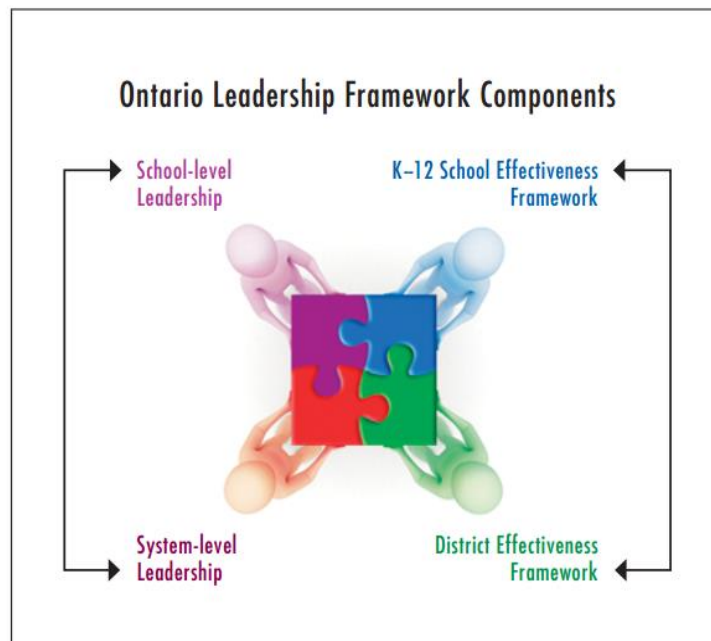 Ontario Leadership Framework Components
School-level
Leadership
K–12 School Effectiveness
Framework
System-level
Leadership
District Effectiveness
Framework